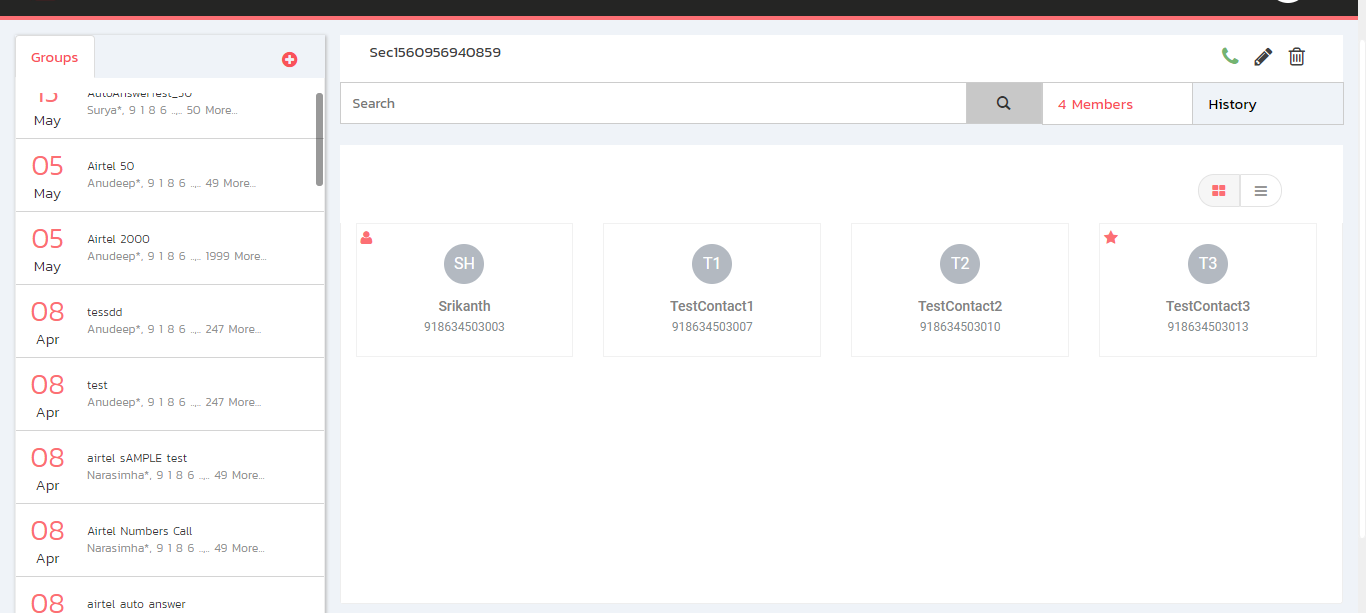 Groups
13
May
AutoAnswerTest_50
Surya*, 9 1 8 6 ..,.. 50 More...
05
May
Airtel 50
Anudeep*, 9 1 8 6 ..,.. 49 More...
05
May
Airtel 2000
Anudeep*, 9 1 8 6 ..,.. 1999 More...
08
Apr
tessdd
Anudeep*, 9 1 8 6 ..,.. 247 More...
08
Apr
test
Anudeep*, 9 1 8 6 ..,.. 247 More...
08
Apr
airtel sAMPLE test
Narasimha*, 9 1 8 6 ..,.. 49 More...
08
Apr
Airtel Numbers Call
Narasimha*, 9 1 8 6 ..,.. 49 More...
08
airtel auto answer
Sec1560956940859
Search
4 Members
History
SH
Srikanth
918634503003
T1
TestContact1
918634503007
T2
TestContact2
918634503010
T3
TestContact3
918634503013